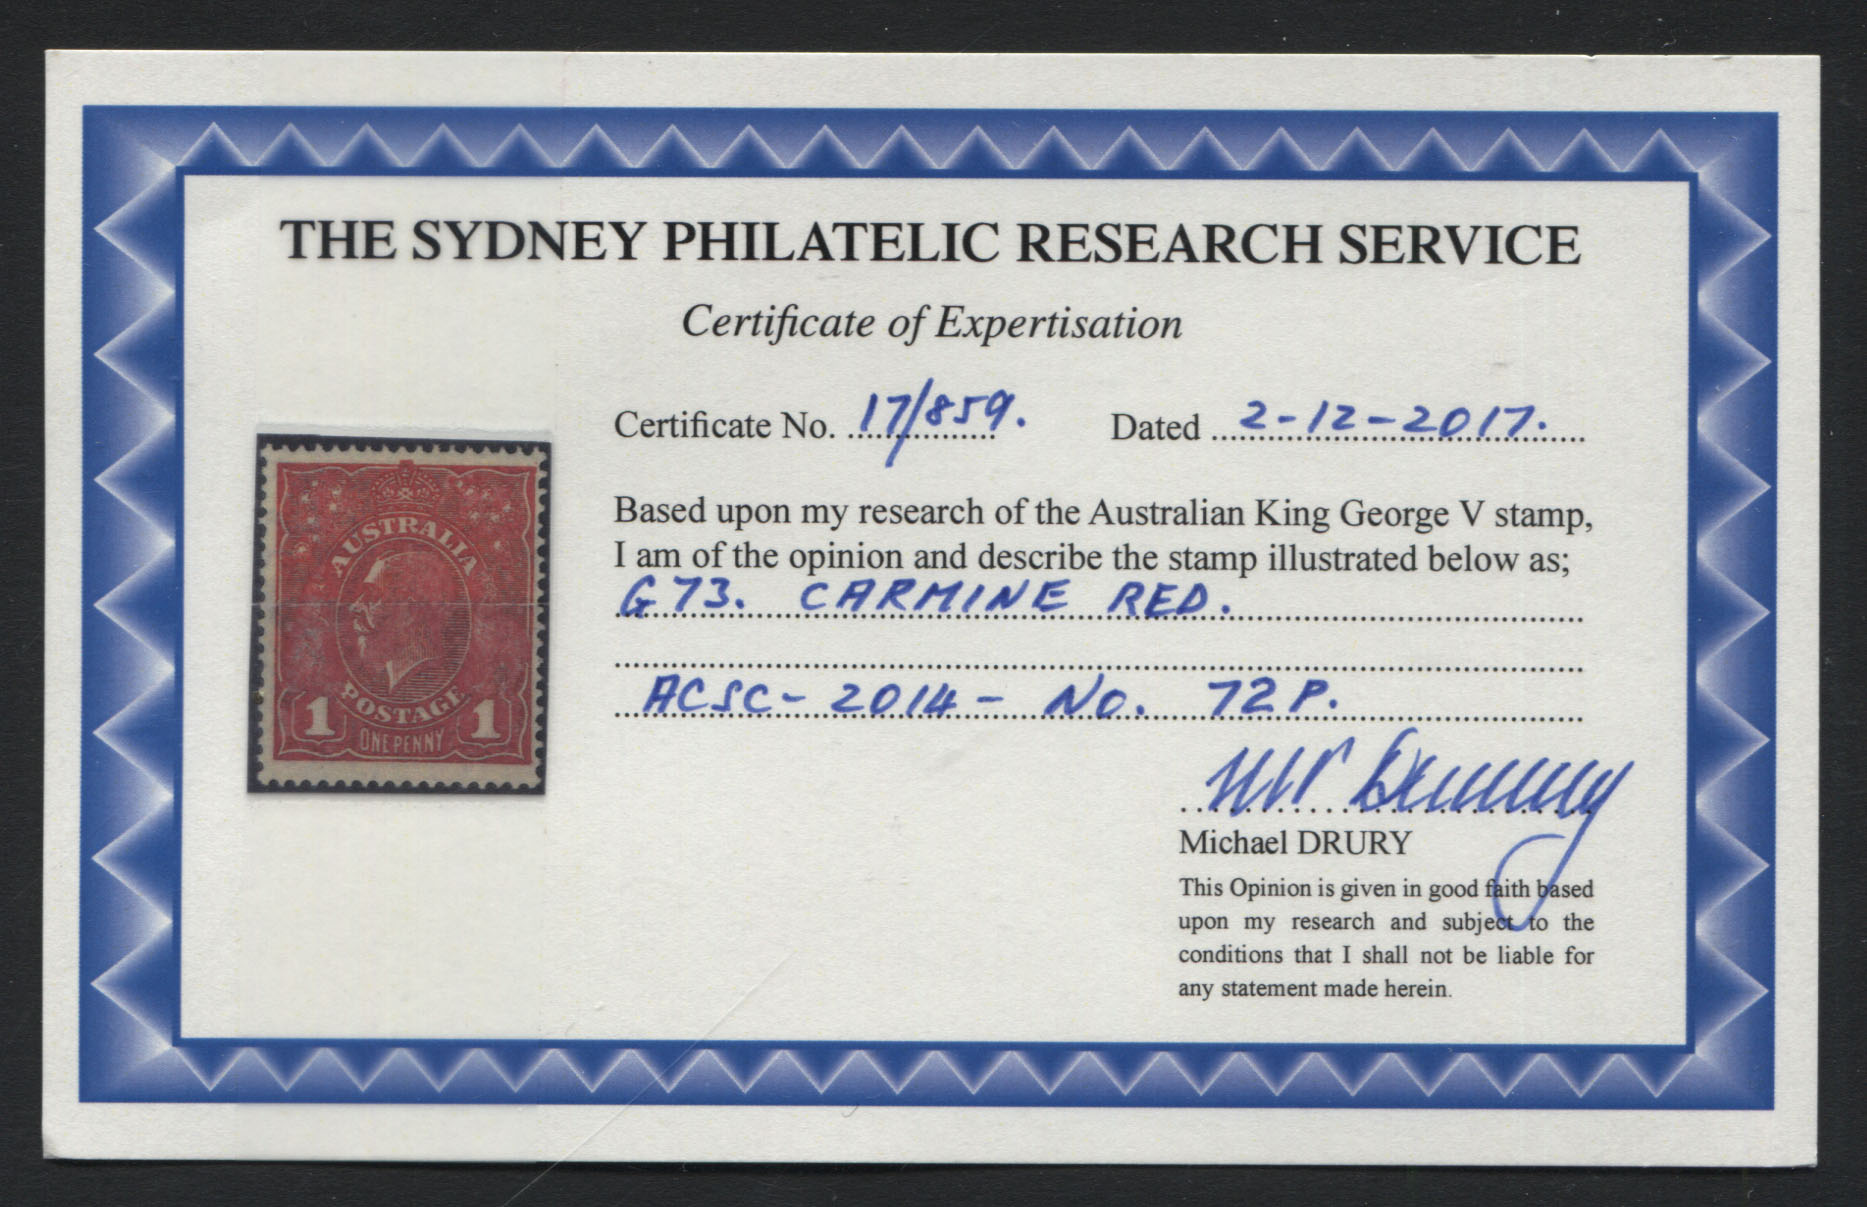 THE SYDNEY PHILATELIC RESEARCH SERVICE
Certificate of Expertisation
Certificate No. 17/859. Dated 2-12-2017.
Based upon my research of the Australian King George V stamp,
I am of the opinion and describe the stamp illustrated below as;
G73. CARMINE RED.
ACSC- 2014 - No. 72P.
AUSTRALIA
POSTAGE
1 1
ONE PENNY
Michael DRURY
This Opinion is given in good faith based
upon my research and subject to the
conditions that I shall not be liable for
any statement made herein.